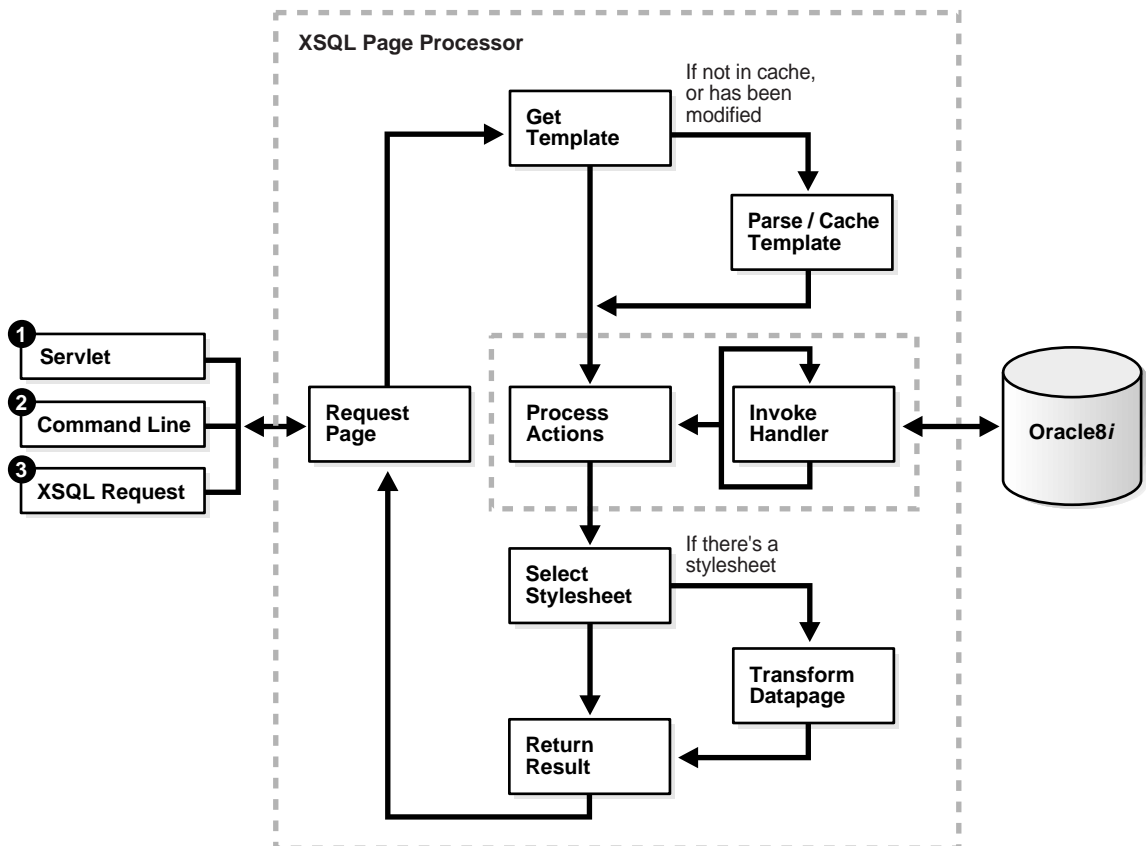 XSQL Page Processor
If not in cache,
or has been
modified
Get
Template
Parse / Cache
Template
1
Servlet
2
Command Line
3
XSQL Request
Request
Page
Process
Actions
Invoke
Handler
Oracle8i
Select
Stylesheet
If there's a
stylesheet
Transform
Datapage
Return
Result